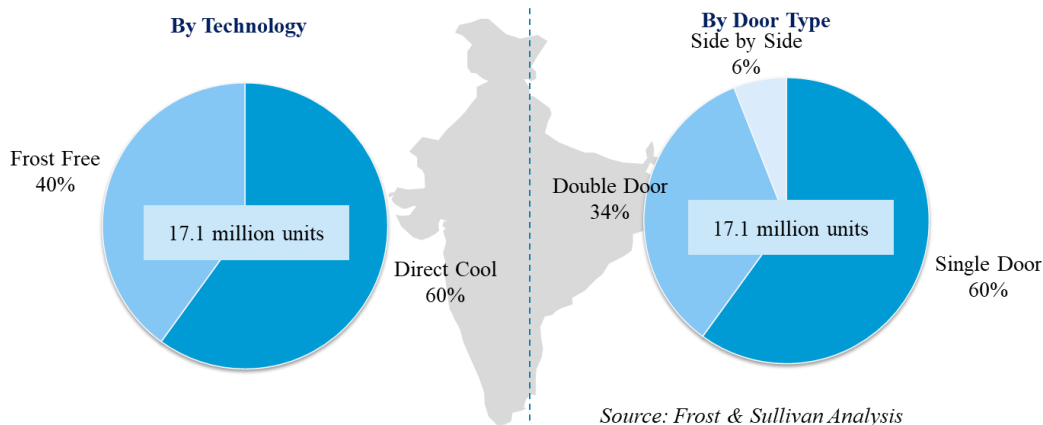 By Technology
Frost Free
40%
17.1 million units
Direct Cool
60%
By Door Type
Side by Side
6%
Double Door
34%
17.1 million units
Single Door
60%
Source: Frost & Sullivan Analysis